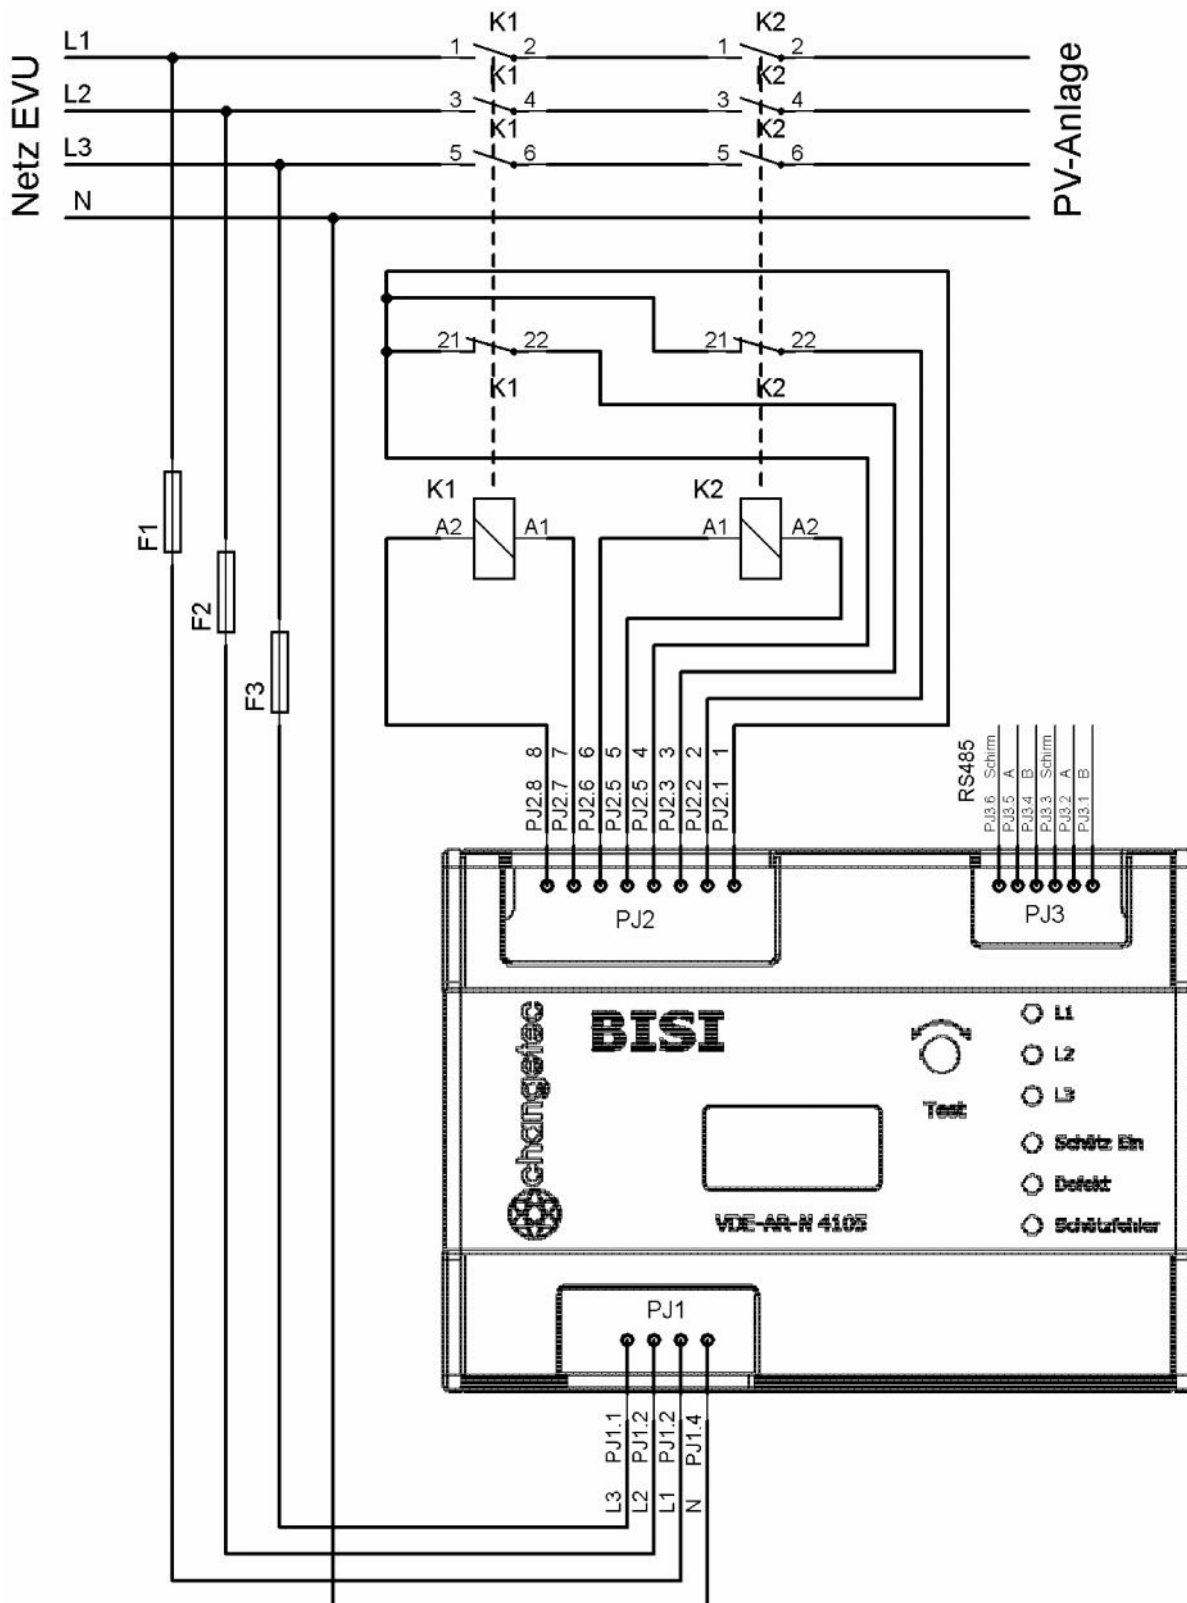 Netz EVU
L1
L2
L3
N
K1
K2
1 2 1 2
K1
K2
3 4 3 4
K1
K2
5 6 5 6
PV-Anlage
21 22 21 22
K1
K2
K1
K2
A2 A1 A1 A2
F1
F2
F3
PJ2.8 8
PJ2.7 7
PJ2.6 6
PJ2.5 5
PJ2.5 4
PJ2.3 3
PJ2.2 2
PJ2.1 1
RS485
PJ3.6 Schirm
PJ3.5 A
PJ3.4 B
PJ3.3 Schirm
PJ3.2 A
PJ3.1 B
PJ2
PJ3
changetec
BISI
Test
VDE-AR-N 4105
L1
L2
L3
Schütz Ein
Defekt
Schützfehler
PJ1
L3 PJ1.1
L2 PJ1.2
L1 PJ1.2
N PJ1.4